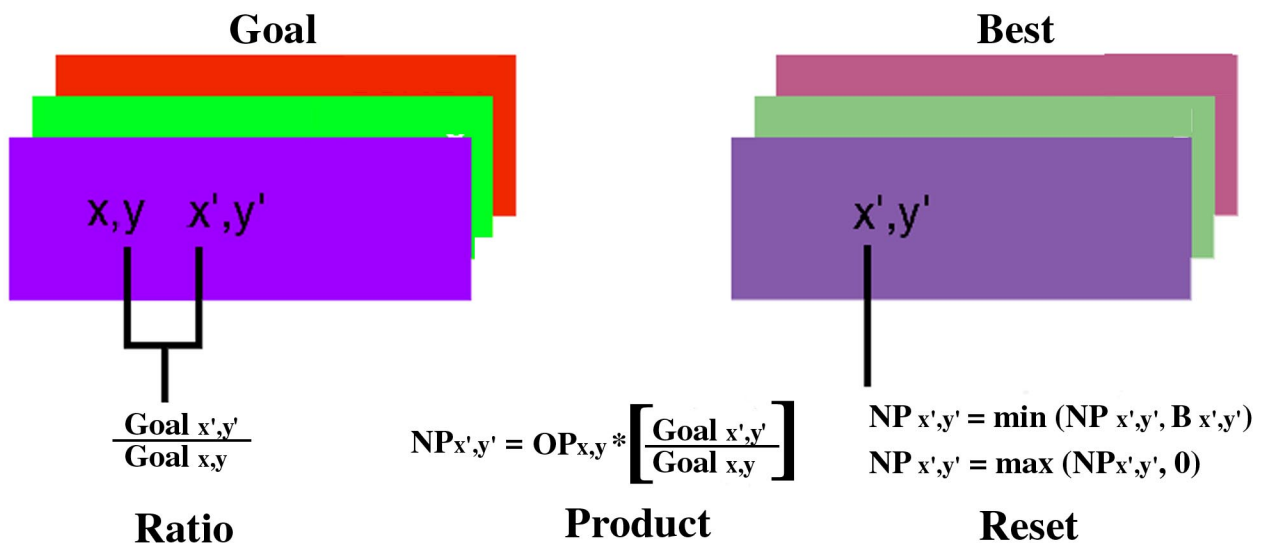 Goal
Best
x,y x',y'
x',y'
Goal x',y'
Goal x,y
NPx',y' = OPx,y * [Goal x',y'
Goal x,y]
NP x',y' = min (NP x',y', B x',y')
NP x',y' = max (NPx',y', 0)
Ratio
Product
Reset